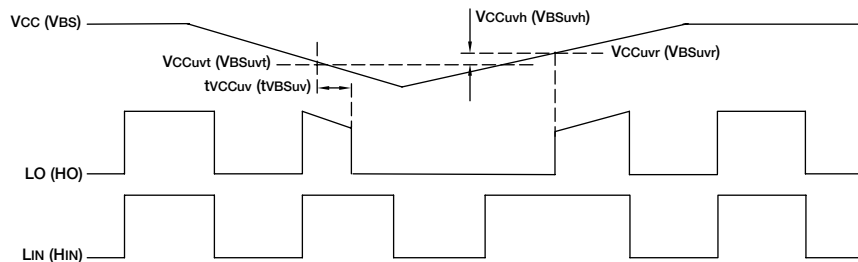 VCCuvh (VBSuvh)
VCC (VBS)
VCCuvt (VBSuvt)
VCCuvr (VBSuvr)
tVCCuv (tVBSuv)
LO (HO)
LIN (HIN)